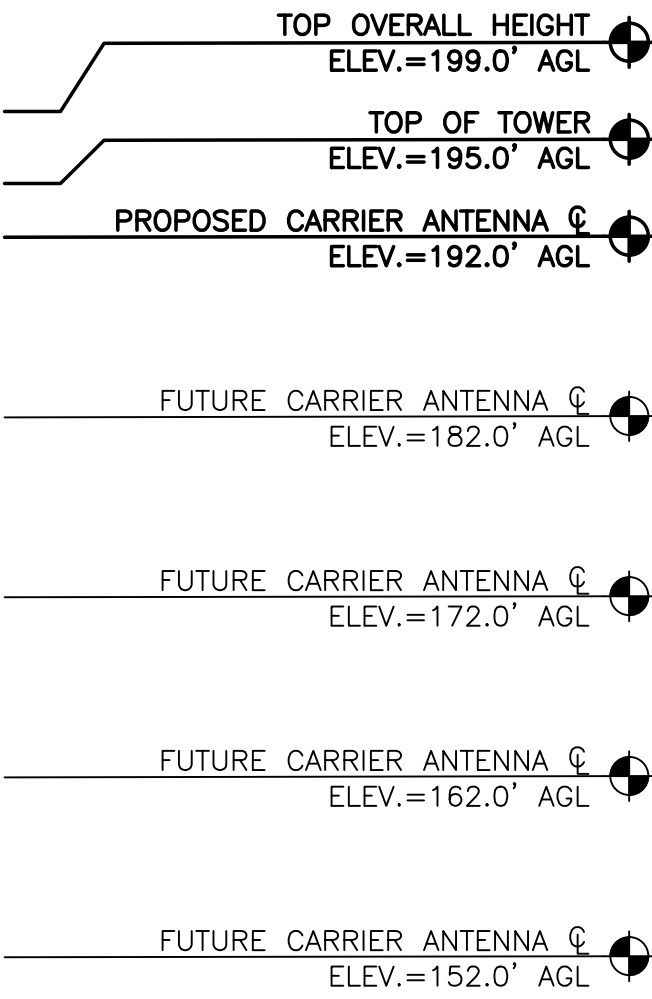 TOP OVERALL HEIGHT
ELEV.=199.0' AGL
TOP OF TOWER
ELEV.=195.0' AGL
PROPOSED CARRIER ANTENNA ℄
ELEV.=192.0' AGL
FUTURE CARRIER ANTENNA ℄
ELEV.=182.0' AGL
FUTURE CARRIER ANTENNA ℄
ELEV.=172.0' AGL
FUTURE CARRIER ANTENNA ℄
ELEV.=162.0' AGL
FUTURE CARRIER ANTENNA ℄
ELEV.=152.0' AGL